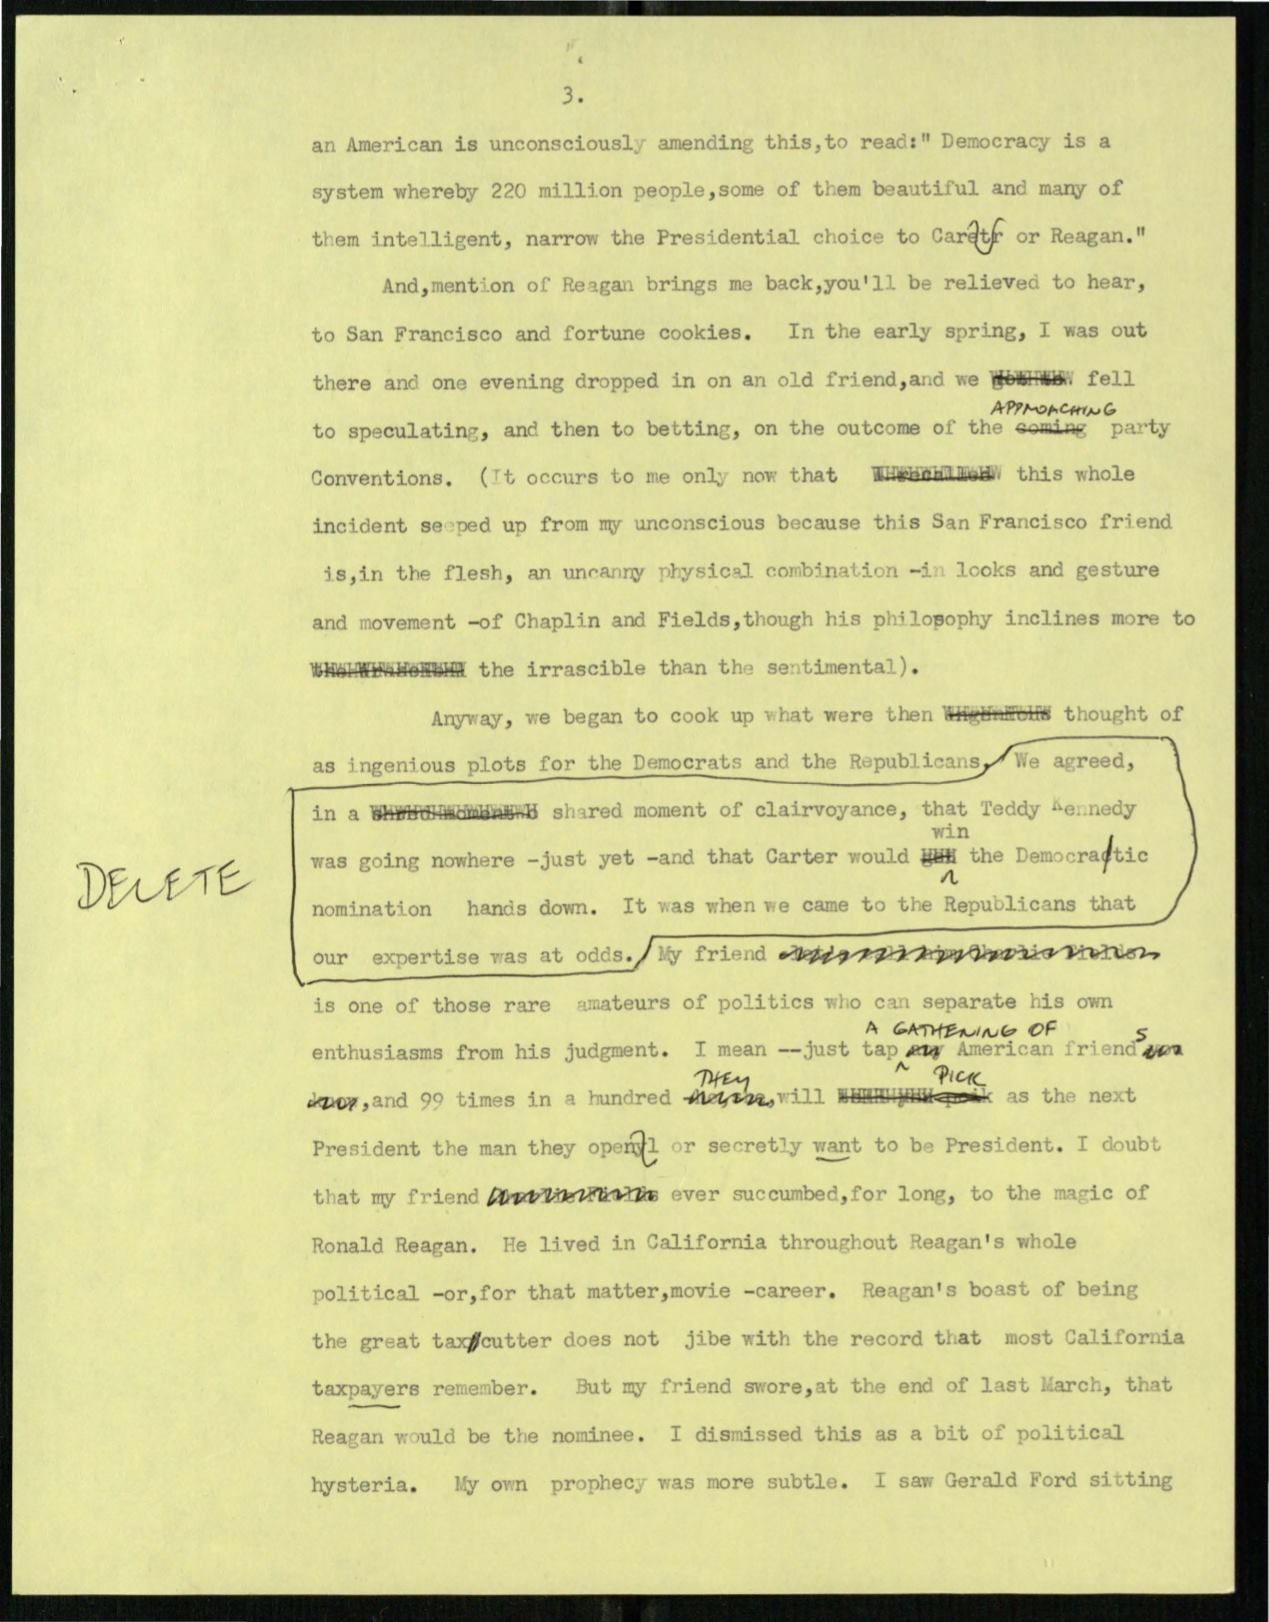 3.
an American is unconsciously amending this,to read:" Democracy is a
system whereby 220 million people,some of them beautiful and many of
them intelligent, narrow the Presidential choice to Caretr or Reagan."
And,mention of Reagan brings me back,you'll be relieved to hear,
to San Francisco and fortune cookies. In the early spring, I was out
there and one evening dropped in on an old friend,and we fell
APPROACHING
to speculating, and then to betting, on the outcome of the coming party
Conventions. (It occurs to me only now that this whole
incident seeped up from my unconscious because this San Francisco friend
is,in the flesh, an uncanny physical combination -in looks and gesture
and movement -of Chaplin and Fields,though his philosophy inclines more to
the irrascible than the sentimental).
Anyway, we began to cook up what were then thought of
as ingenious plots for the Democrats and the Republicans. We agreed,
in a shared moment of clairvoyance, that Teddy Kennedy
win
was going nowhere -just yet -and that Carter would the Democractic
DELETE
nomination hands down. It was when we came to the Republicans that
our expertise was at odds. My friend
is one of those rare amateurs of politics who can separate his own
A GATHERING OF
enthusiasms from his judgment. I mean --just tap American friends
THEY PICK
,and 99 times in a hundred will as the next
President the man they openyl or secretly want to be President. I doubt
that my friend ever succumbed,for long, to the magic of
Ronald Reagan. He lived in California throughout Reagan's whole
political -or,for that matter,movie -career. Reagan's boast of being
the great tax cutter does not jibe with the record that most California
taxpayers remember. But my friend swore,at the end of last March, that
Reagan would be the nominee. I dismissed this as a bit of political
hysteria. My own prophecy was more subtle. I saw Gerald Ford sitting